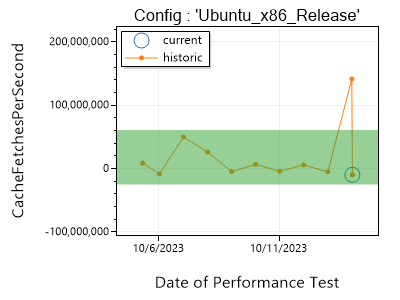 Config : 'Ubuntu_x86_Release'
200,000,000
100,000,000
0
-100,000,000
CacheFetchesPerSecond
current
historic
10/6/2023
10/11/2023
Date of Performance Test